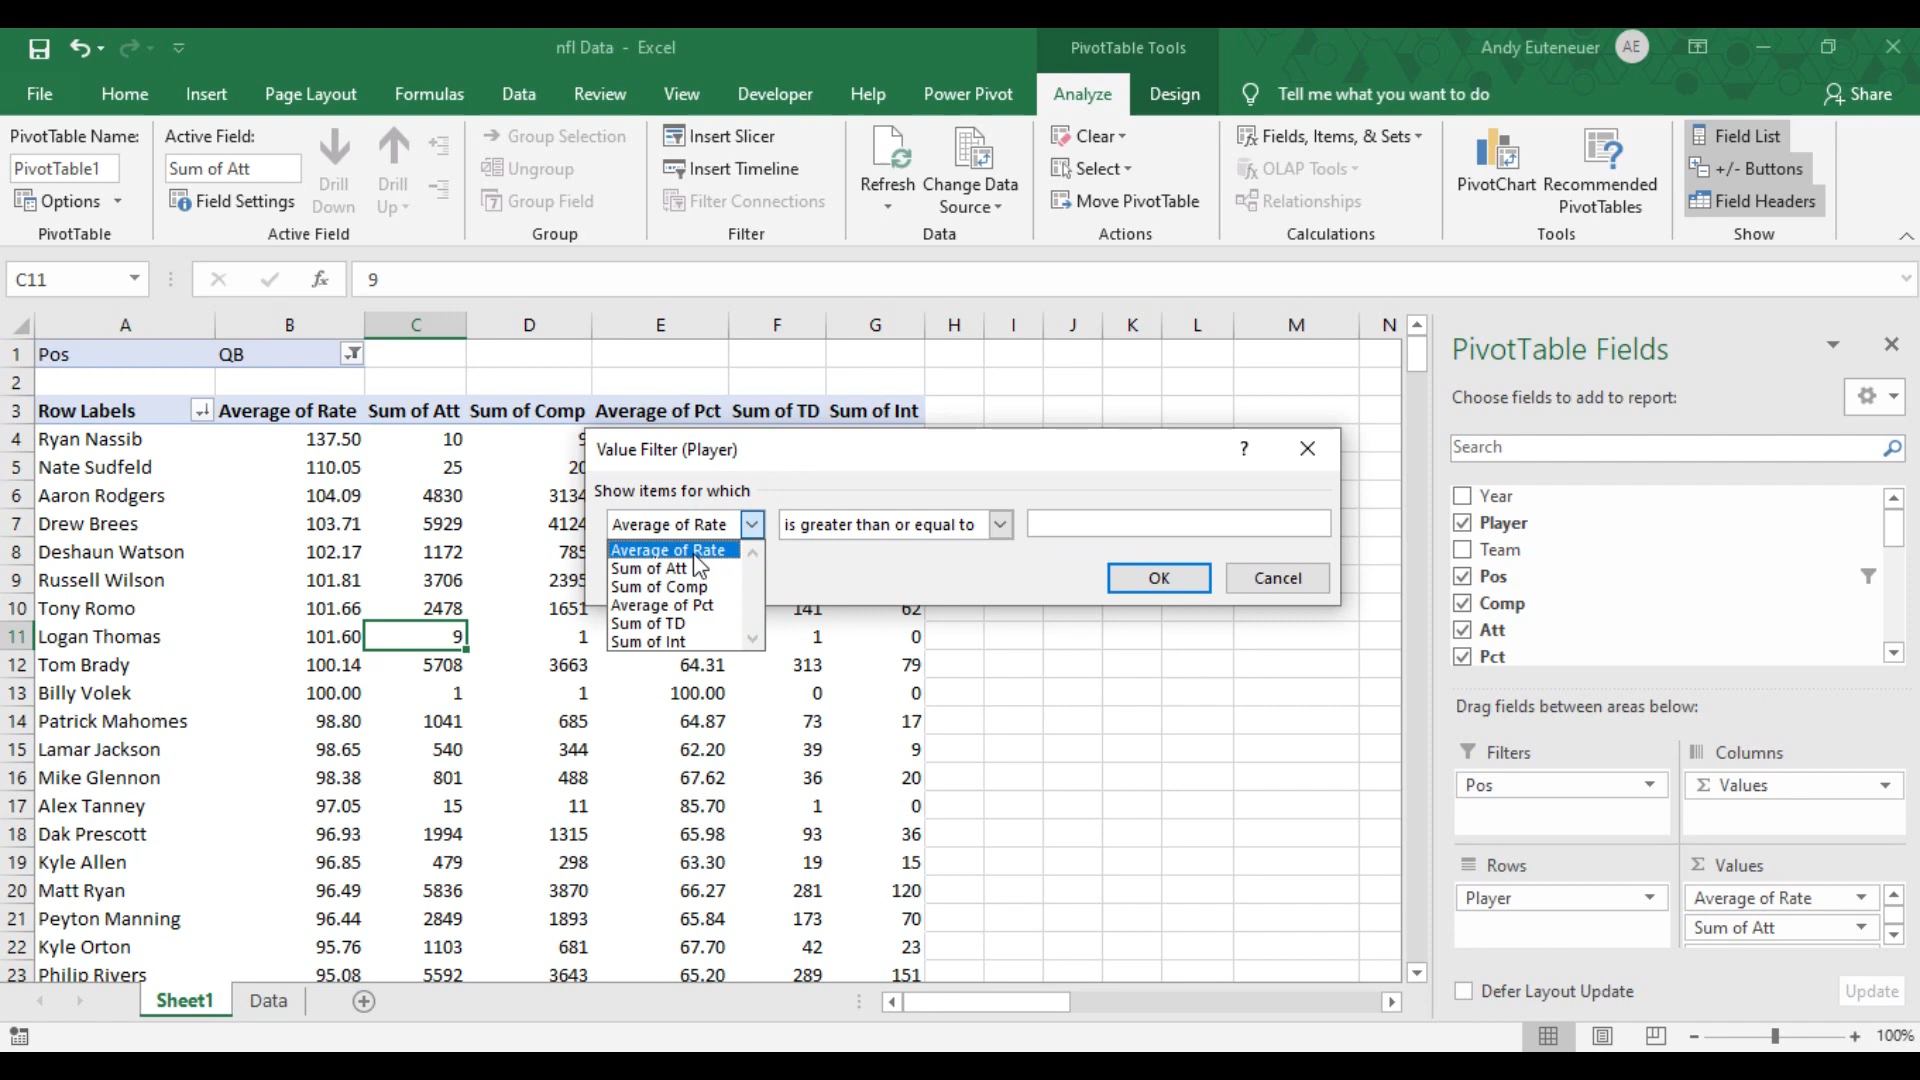 nfl Data - Excel
PivotTable Tools
Andy Euteneuer AE
File Home Insert Page Layout Formulas Data Review View Developer Help Power Pivot Analyze Design Tell me what you want to do Share
PivotTable Name:
PivotTable1
Options
PivotTable
Active Field:
Sum of Att
Field Settings
Drill Down
Drill Up
Active Field
Group Selection
Ungroup
Group Field
Group
Insert Slicer
Insert Timeline
Filter Connections
Filter
Refresh
Change Data Source
Data
Clear
Select
Move PivotTable
Actions
Fields, Items, & Sets
OLAP Tools
Relationships
Calculations
PivotChart
Recommended PivotTables
Tools
Field List
+/- Buttons
Field Headers
Show
C11 fx 9
A B C D E F G H I J K L M N
1 Pos QB
2
3 Row Labels Average of Rate Sum of Att Sum of Comp Average of Pct Sum of TD Sum of Int
4 Ryan Nassib 137.50 10 9
5 Nate Sudfeld 110.05 25 20
6 Aaron Rodgers 104.09 4830 3134
7 Drew Brees 103.71 5929 4124
8 Deshaun Watson 102.17 1172 785
9 Russell Wilson 101.81 3706 2395
10 Tony Romo 101.66 2478 1651 141 62
11 Logan Thomas 101.60 9 1 1 0
12 Tom Brady 100.14 5708 3663 64.31 313 79
13 Billy Volek 100.00 1 1 100.00 0 0
14 Patrick Mahomes 98.80 1041 685 64.87 73 17
15 Lamar Jackson 98.65 540 344 62.20 39 9
16 Mike Glennon 98.38 801 488 67.62 36 20
17 Alex Tanney 97.05 15 11 85.70 1 0
18 Dak Prescott 96.93 1994 1315 65.98 93 36
19 Kyle Allen 96.85 479 298 63.30 19 15
20 Matt Ryan 96.49 5836 3870 66.27 281 120
21 Peyton Manning 96.44 2849 1893 65.84 173 70
22 Kyle Orton 95.76 1103 681 67.70 42 23
23 Philip Rivers 95.08 5592 3643 65.20 289 151
Value Filter (Player) ?
Show items for which
Average of Rate is greater than or equal to
Average of Rate
Sum of Att
Sum of Comp
Average of Pct
Sum of TD
Sum of Int
OK Cancel
PivotTable Fields
Choose fields to add to report:
Search
Year
Player
Team
Pos
Comp
Att
Pct
Drag fields between areas below:
Filters
Pos
Columns
Σ Values
Rows
Player
Σ Values
Average of Rate
Sum of Att
Defer Layout Update Update
Sheet1 Data
100%